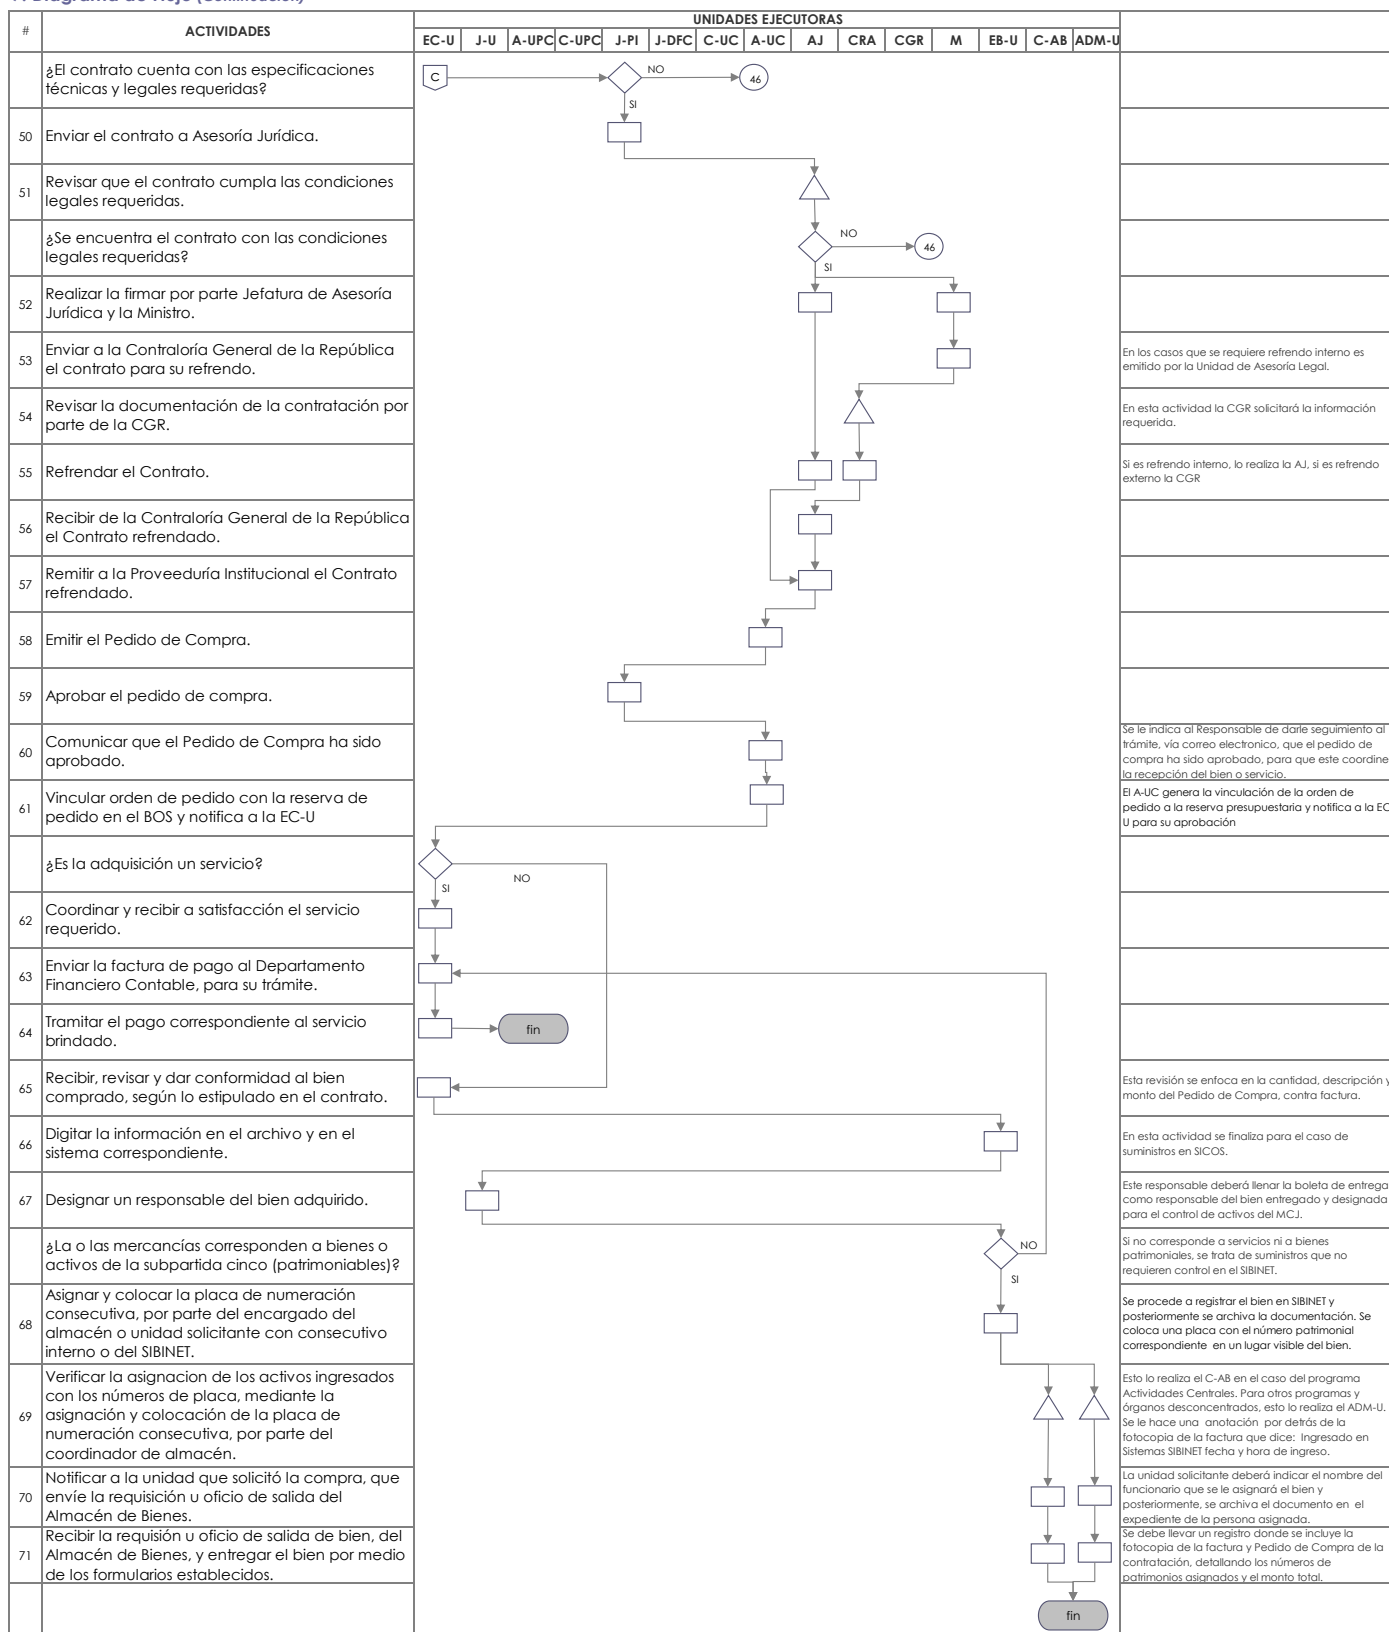 # ACTIVIDADES UNIDADES EJECUTORAS
EC-U J-U A-UPC C-UPC J-PI J-DFC C-UC A-UC AJ CRA CGR M EB-U C-AB ADM-U
¿El contrato cuenta con las especificaciones
técnicas y legales requeridas?
C NO 46
SI
50 Enviar el contrato a Asesoría Jurídica.
51 Revisar que el contrato cumpla las condiciones
legales requeridas.
¿Se encuentra el contrato con las condiciones
legales requeridas?
NO 46
SI
52 Realizar la firmar por parte Jefatura de Asesoría
Jurídica y la Ministro.
53 Enviar a la Contraloría General de la República
el contrato para su refrendo.
En los casos que se requiere refrendo interno es
emitido por la Unidad de Asesoría Legal.
54 Revisar la documentación de la contratación por
parte de la CGR.
En esta actividad la CGR solicitará la información
requerida.
55 Refrendar el Contrato.
Si es refrendo interno, lo realiza la AJ, si es refrendo
externo la CGR
56 Recibir de la Contraloría General de la República
el Contrato refrendado.
57 Remitir a la Proveeduría Institucional el Contrato
refrendado.
58 Emitir el Pedido de Compra.
59 Aprobar el pedido de compra.
60 Comunicar que el Pedido de Compra ha sido
aprobado.
Se le indica al Responsable de darle seguimiento al
trámite, vía correo electronico, que el pedido de
compra ha sido aprobado, para que este coordine
la recepción del bien o servicio.
61 Vincular orden de pedido con la reserva de
pedido en el BOS y notifica a la EC-U
El A-UC genera la vinculación de la orden de
pedido a la reserva presupuestaria y notifica a la EC
U para su aprobación
¿Es la adquisición un servicio?
NO
SI
62 Coordinar y recibir a satisfacción el servicio
requerido.
63 Enviar la factura de pago al Departamento
Financiero Contable, para su trámite.
64 Tramitar el pago correspondiente al servicio
brindado.
fin
65 Recibir, revisar y dar conformidad al bien
comprado, según lo estipulado en el contrato.
Esta revisión se enfoca en la cantidad, descripción y
monto del Pedido de Compra, contra factura.
66 Digitar la información en el archivo y en el
sistema correspondiente.
En esta actividad se finaliza para el caso de
suministros en SICOS.
67 Designar un responsable del bien adquirido.
Este responsable deberá llenar la boleta de entrega
como responsable del bien entregado y designada
para el control de activos del MCJ.
¿La o las mercancías corresponden a bienes o
activos de la subpartida cinco (patrimoniables)?
NO
SI
Si no corresponde a servicios ni a bienes
patrimoniales, se trata de suministros que no
requieren control en el SIBINET.
68 Asignar y colocar la placa de numeración
consecutiva, por parte del encargado del
almacén o unidad solicitante con consecutivo
interno o del SIBINET.
Se procede a registrar el bien en SIBINET y
posteriormente se archiva la documentación. Se
coloca una placa con el número patrimonial
correspondiente en un lugar visible del bien.
69 Verificar la asignacion de los activos ingresados
con los números de placa, mediante la
asignación y colocación de la placa de
numeración consecutiva, por parte del
coordinador de almacén.
Esto lo realiza el C-AB en el caso del programa
Actividades Centrales. Para otros programas y
órganos desconcentrados, esto lo realiza el ADM-U.
Se le hace una anotación por detrás de la
fotocopia de la factura que dice: Ingresado en
Sistemas SIBINET fecha y hora de ingreso.
70 Notificar a la unidad que solicitó la compra, que
envíe la requisición u oficio de salida del
Almacén de Bienes.
La unidad solicitante deberá indicar el nombre del
funcionario que se le asignará el bien y
posteriormente, se archiva el documento en el
expediente de la persona asignada.
71 Recibir la requisión u oficio de salida de bien, del
Almacén de Bienes, y entregar el bien por medio
de los formularios establecidos.
Se debe llevar un registro donde se incluye la
fotocopia de la factura y Pedido de Compra de la
contratación, detallando los números de
patrimonios asignados y el monto total.
fin